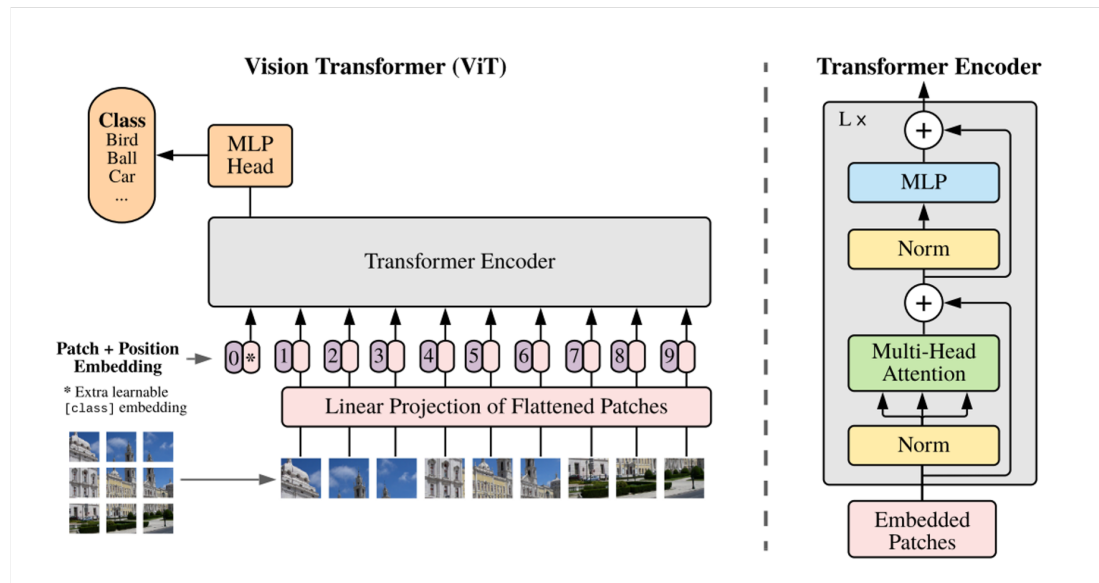 Vision Transformer (ViT)
Class
Bird
Ball
Car
...
MLP
Head
Transformer Encoder
Patch + Position
Embedding
* Extra learnable
[class] embedding
0 * 1 2 3 4 5 6 7 8 9
Linear Projection of Flattened Patches
Transformer Encoder
L ×
+
MLP
Norm
+
Multi-Head
Attention
Norm
Embedded
Patches